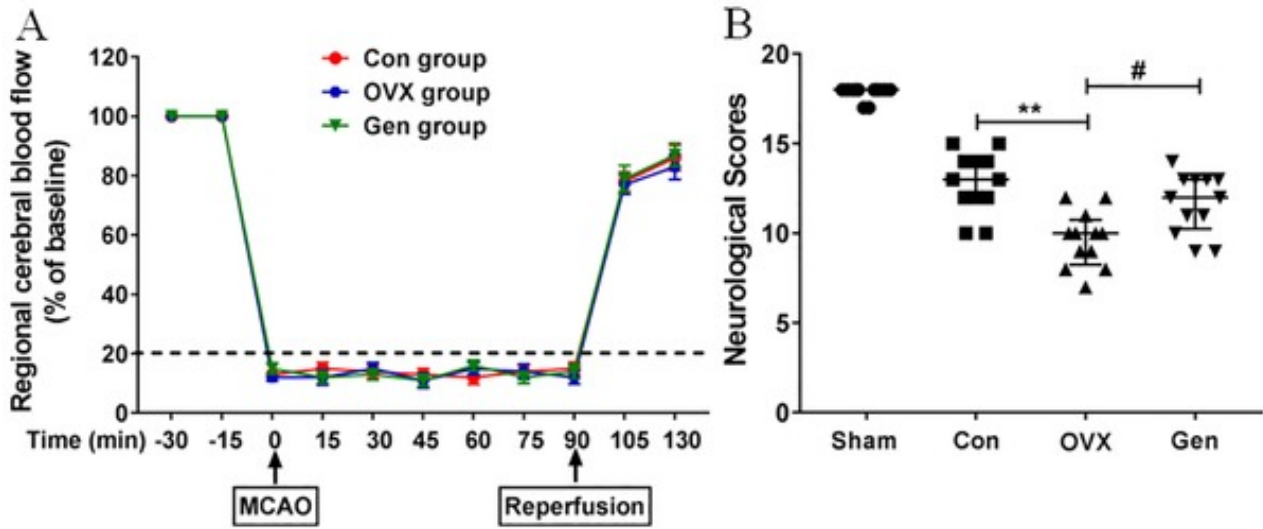 A
Regional cerebral blood flow
(% of baseline)
120
100
80
60
40
20
0
Con group
OVX group
Gen group
Time (min) -30 -15 0 15 30 45 60 75 90 105 130
MCAO
Reperfusion
B
Neurological Scores
20
15
10
5
0
**
#
Sham Con OVX Gen